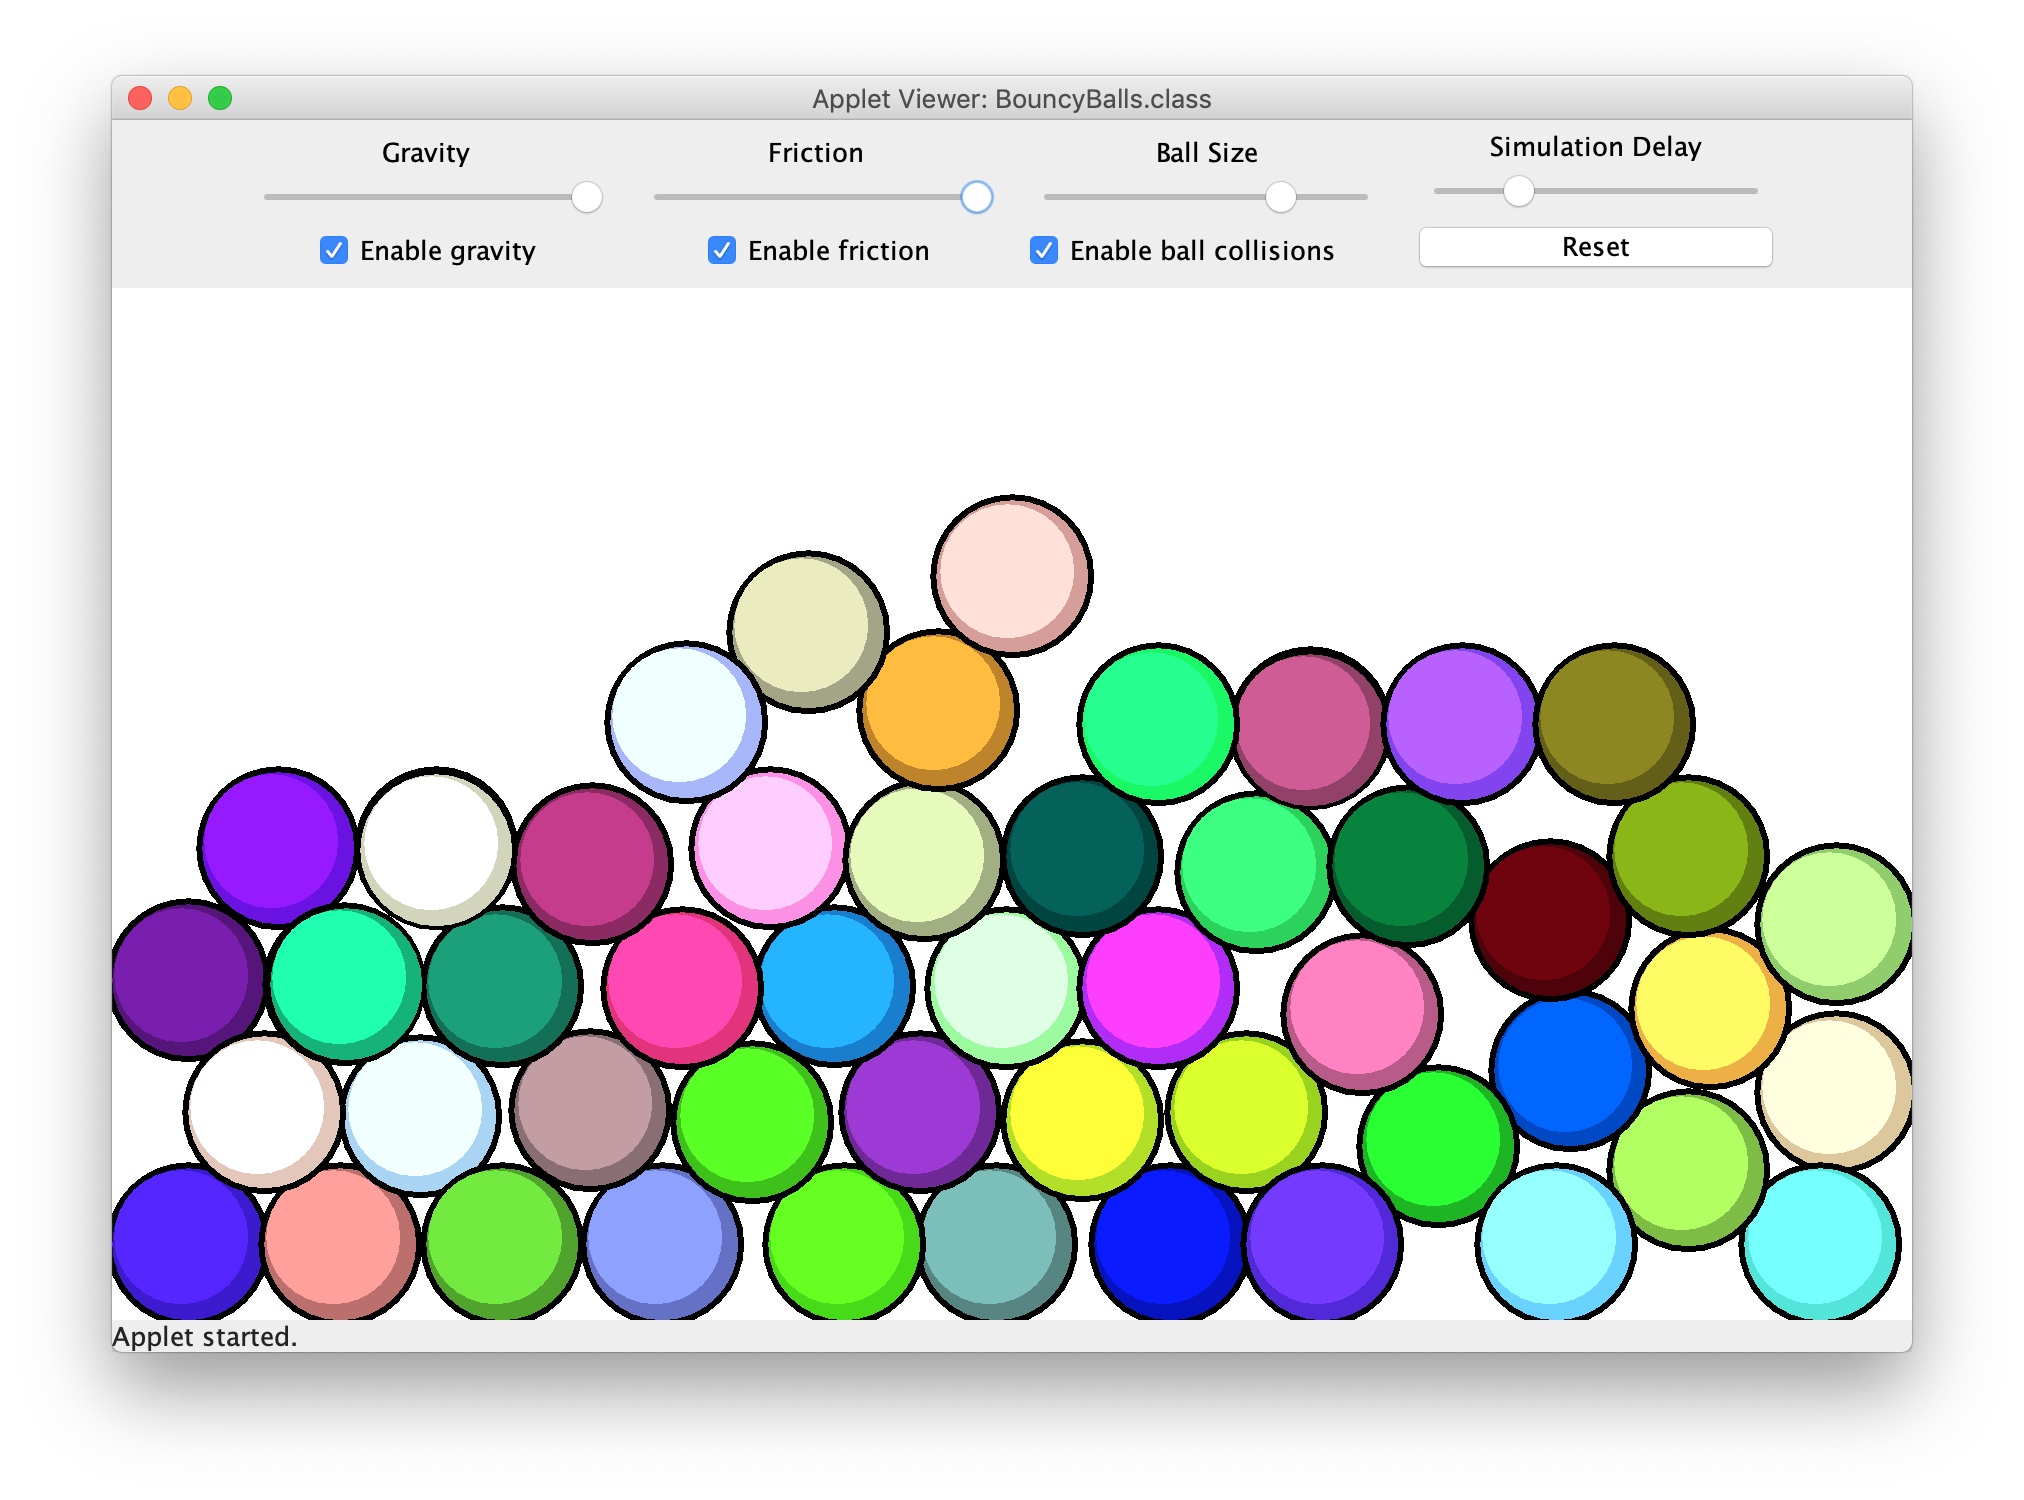 Applet Viewer: BouncyBalls.class
Gravity
Friction
Ball Size
Simulation Delay
Enable gravity
Enable friction
Enable ball collisions
Reset
Applet started.